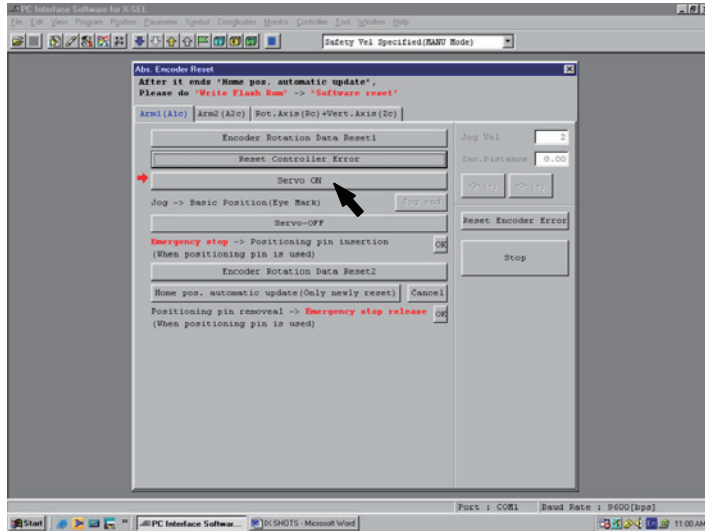 PC Interface Software for X-SEL
File Edit View Program Position Parameter Symbol Coordinates Monitor Controller Tool Window Help
Safety Vel Specified(MANU Mode)
Abs. Encoder Reset
After it ends "Home pos. automatic update",
Please do "Write Flash Rom" -> "Software reset"
Arm1(A1c) Arm2(A2c) Rot.Axis(Rc)+Vert.Axis(Zc)
Encoder Rotation Data Reset1
Jog Vel 2
Reset Controller Error
Inc.Distance 0.00
Servo ON
(-) (+)
Jog -> Basic Position(Eye Mark) Jog end
Servo-OFF
Reset Encoder Error
Emergency stop -> Positioning pin insertion OK
(When positioning pin is used)
Stop
Encoder Rotation Data Reset2
Home pos. automatic update(Only newly reset) Cancel
Positioning pin removeal -> Emergency stop release OK
(When positioning pin is used)
Port : COM1 Baud Rate : 9600[bps]
Start PC Interface Softwar... IX SHOTS - Microsoft Word 11:00 AM